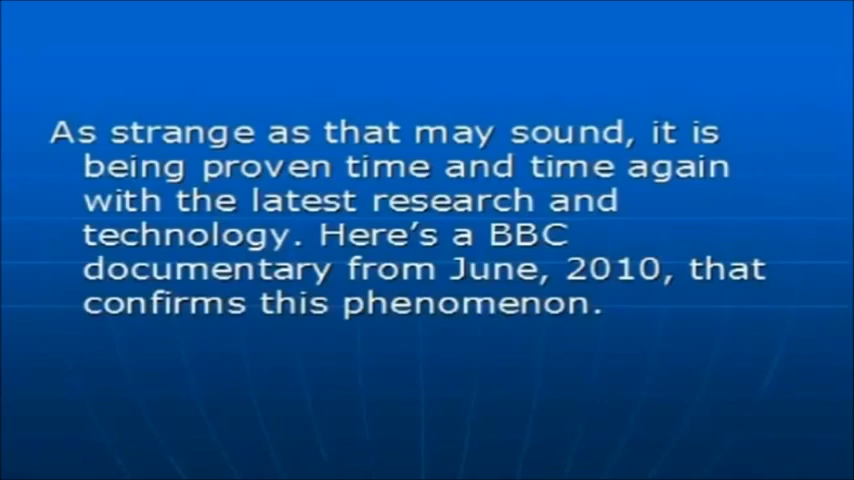 As strange as that may sound, it is
being proven time and time again
with the latest research and
technology. Here's a BBC
documentary from June, 2010, that
confirms this phenomenon.